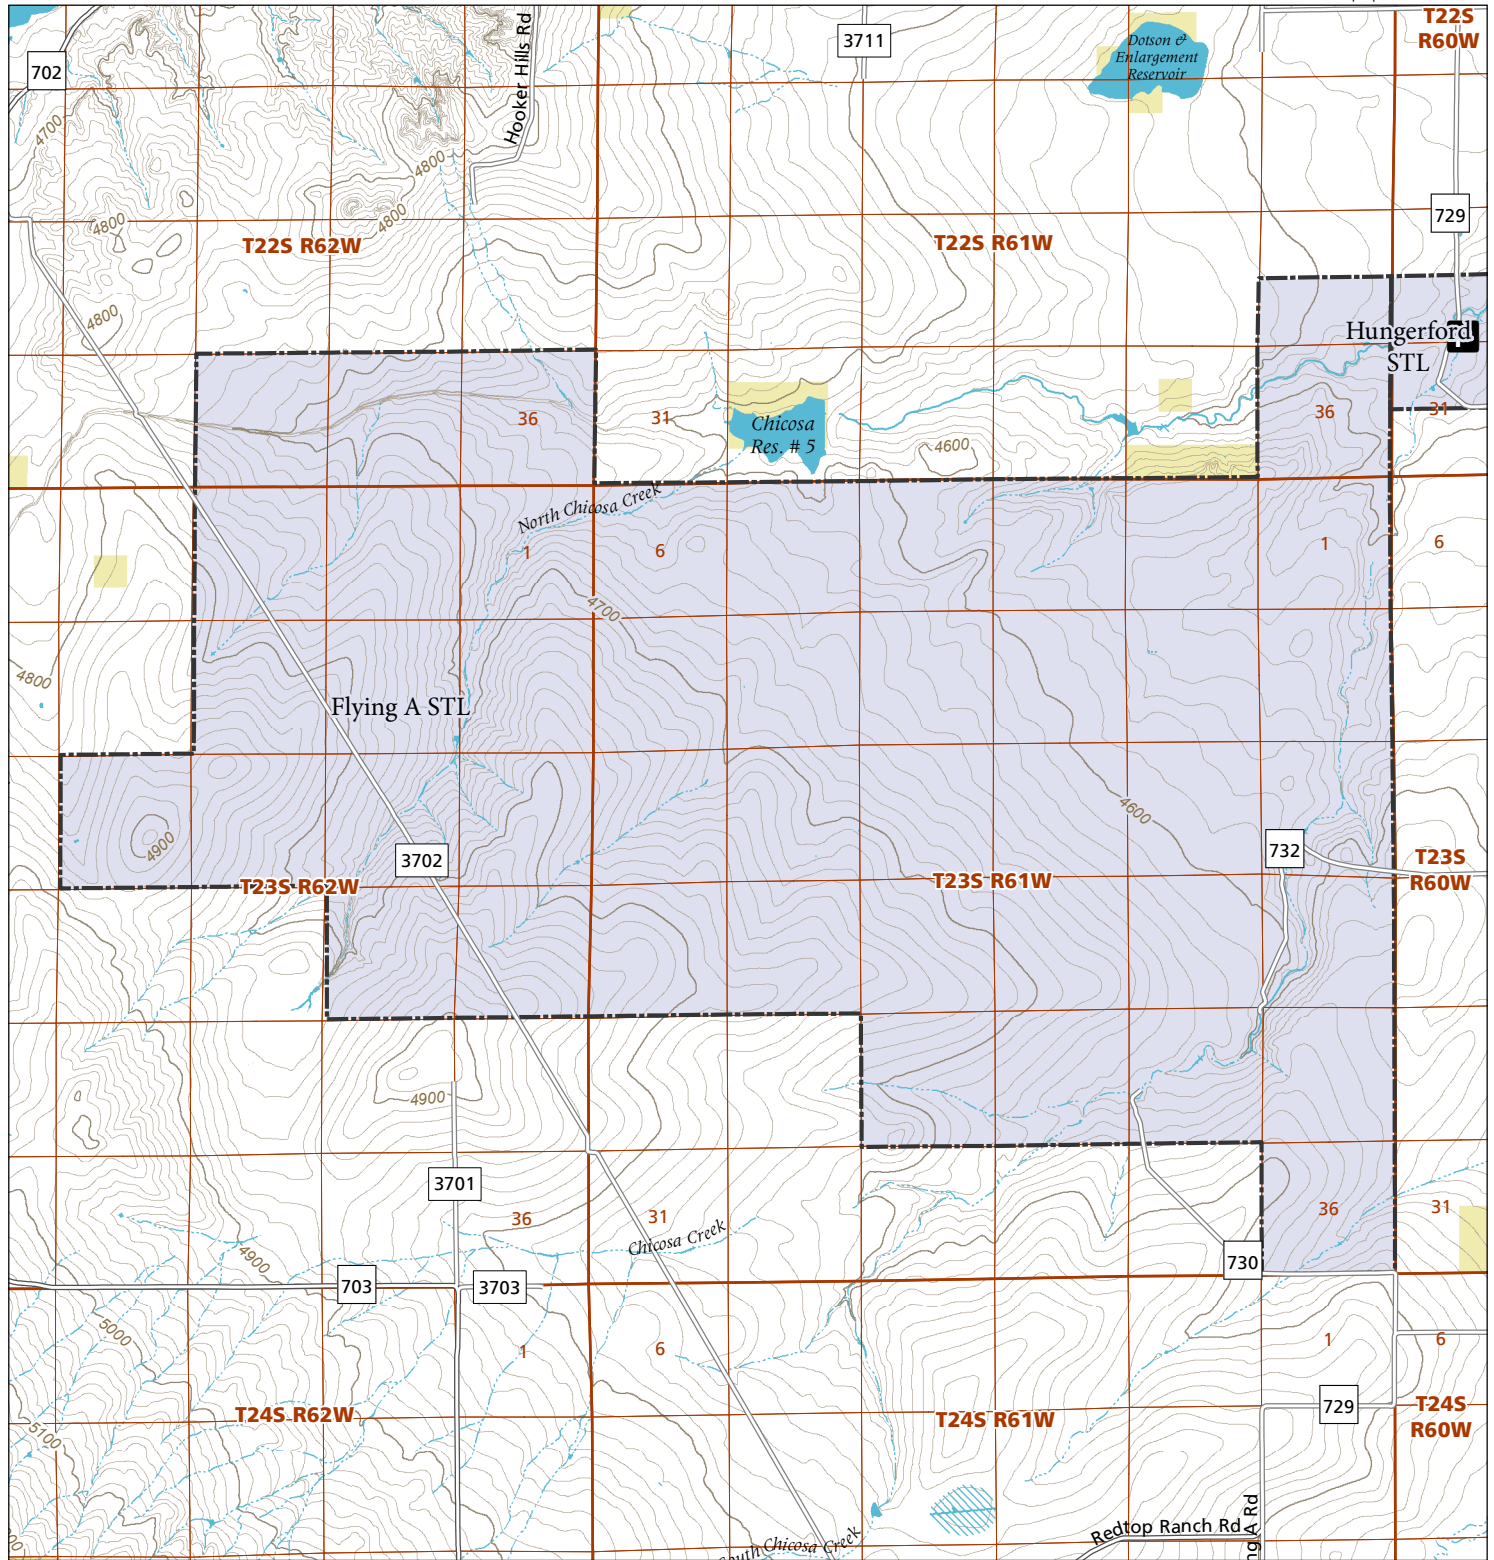 T22S
R60W
702
Hooker Hills Rd
3711
Dotson &
Enlargement
Reservoir
4700
4800
729
4800
4800
T22S R62W
T22S R61W
4800
Hungerford
STL
36
31
Chicosa
Res. # 5
4600
36
31
North Chicosa Creek
1
6
1
6
4700
4800
Flying A STL
4600
4900
3702
732
T23S R62W
T23S R61W
T23S
R60W
4900
3701
36
31
Chicosa Creek
36
31
4900
703
3703
730
5000
1
6
1
6
T24S R62W
T24S R61W
729
T24S
R60W
5100
Redtop Ranch Rd
ng A Rd
outh Chicosa Creek